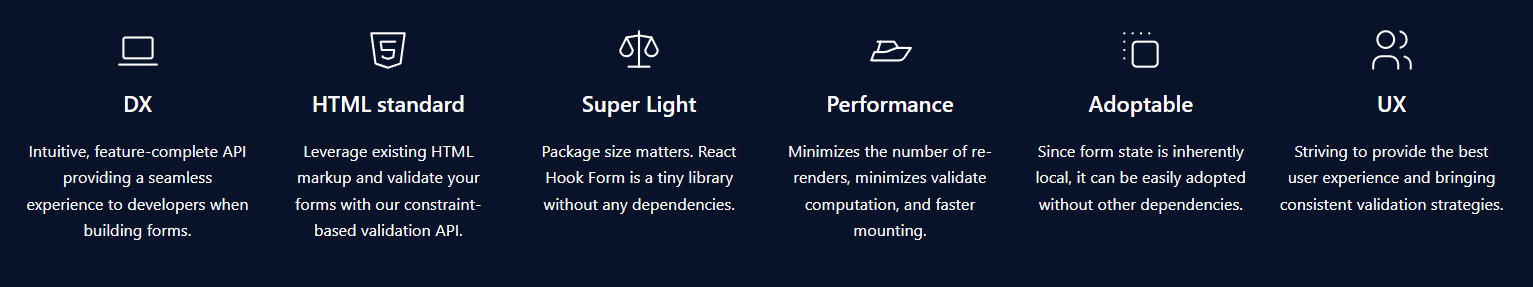 DX
Intuitive, feature-complete API
providing a seamless
experience to developers when
building forms.
HTML standard
Leverage existing HTML
markup and validate your
forms with our constraint-
based validation API.
Super Light
Package size matters. React
Hook Form is a tiny library
without any dependencies.
Performance
Minimizes the number of re-
renders, minimizes validate
computation, and faster
mounting.
Adoptable
Since form state is inherently
local, it can be easily adopted
without other dependencies.
UX
Striving to provide the best
user experience and bringing
consistent validation strategies.